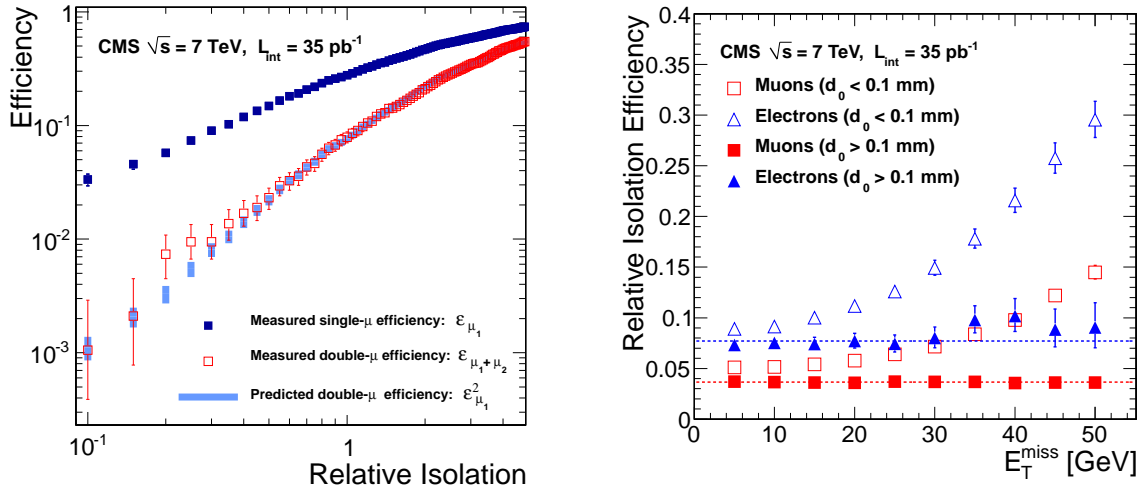 Efficiency
1
10⁻¹
10⁻²
10⁻³
CMS √s = 7 TeV, L_int = 35 pb⁻¹
Measured single-μ efficiency: ε_μ₁
Measured double-μ efficiency: ε_μ₁+μ₂
Predicted double-μ efficiency: ε²_μ₁
10⁻¹ 1
Relative Isolation
Relative Isolation Efficiency
0.4
0.35
0.3
0.25
0.2
0.15
0.1
0.05
0
CMS √s = 7 TeV, L_int = 35 pb⁻¹
Muons (d₀ < 0.1 mm)
Electrons (d₀ < 0.1 mm)
Muons (d₀ > 0.1 mm)
Electrons (d₀ > 0.1 mm)
0 10 20 30 40 50
E_T^miss [GeV]